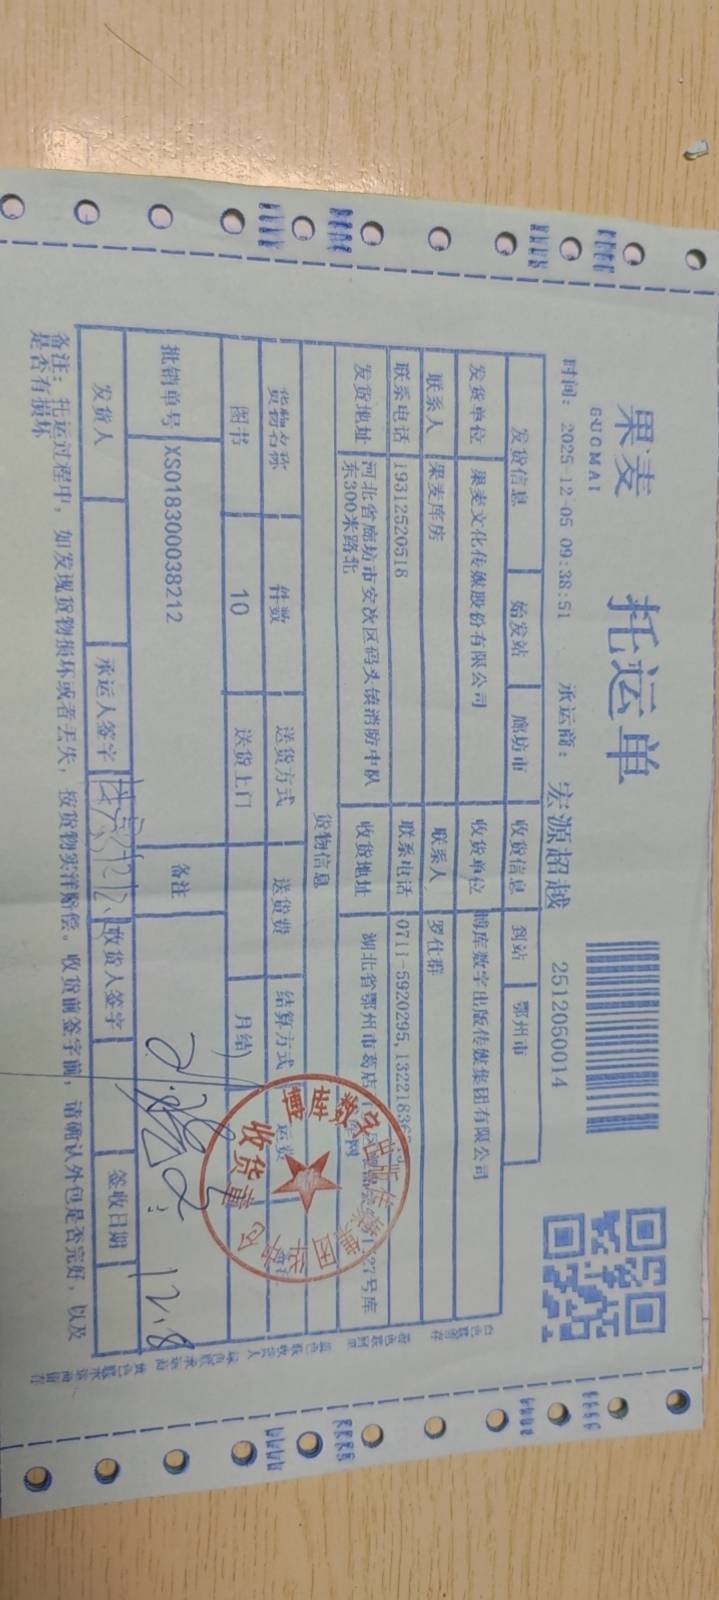 果麦
GUOMAI
托运单
时间: 2025-12-05 09:38:51 承运商: 宏源超越 2512050014
发货信息 始发站 廊坊市 收货信息 到站 鄂州市
发货单位 果麦文化传媒股份有限公司 收货单位 博库数字出版传媒集团有限公司
联系人 果麦库房 联系人 罗仕群
联系电话 19312520518 联系电话 0711-5920295,13221836
发货地址 河北省廊坊市安次区码头镇消防中队东300米路北 收货地址 湖北省鄂州市葛店 号库
货物信息
货物名称 件数 送货方式 送货费 结算方式 运费
图书 10 送货上门 月结
批销单号 XS018300038212 备注
发货人 承运人签字 收货人签字 签收日期 12.8
备注: 托运过程中, 如发现货物损坏或者丢失, 按货物实洋赔偿。收货前签字前, 请确认外包是否完好, 以及
是否有损坏
博库数字出版传媒集团华中仓
收货章